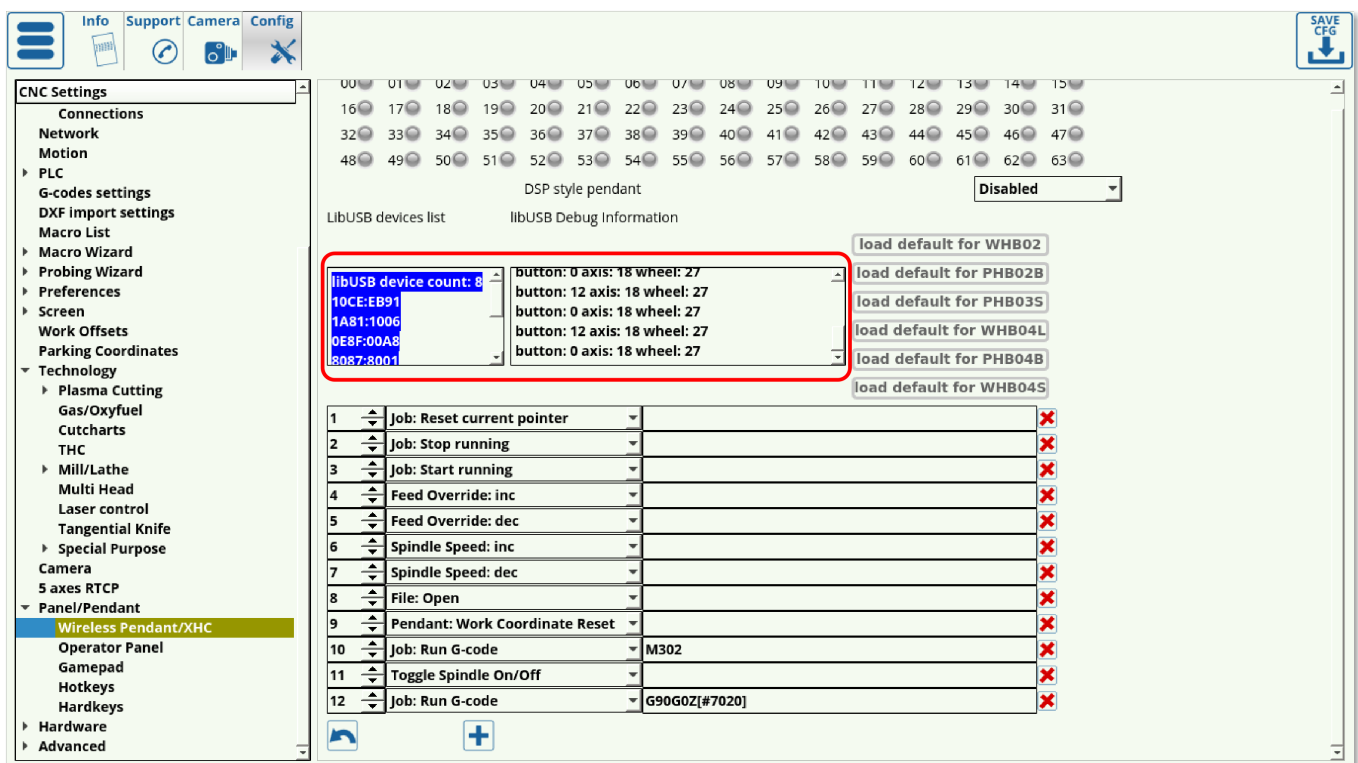 Info Support Camera Config
SAVE CFG
CNC Settings
Connections
Network
Motion
PLC
G-codes settings
DXF import settings
Macro List
Macro Wizard
Probing Wizard
Preferences
Screen
Work Offsets
Parking Coordinates
Technology
Plasma Cutting
Gas/Oxyfuel
Cutcharts
THC
Mill/Lathe
Multi Head
Laser control
Tangential Knife
Special Purpose
Camera
5 axes RTCP
Panel/Pendant
Wireless Pendant/XHC
Operator Panel
Gamepad
Hotkeys
Hardkeys
Hardware
Advanced
00 01 02 03 04 05 06 07 08 09 10 11 12 13 14 15
16 17 18 19 20 21 22 23 24 25 26 27 28 29 30 31
32 33 34 35 36 37 38 39 40 41 42 43 44 45 46 47
48 49 50 51 52 53 54 55 56 57 58 59 60 61 62 63
DSP style pendant Disabled
LibUSB devices list libUSB Debug Information
libUSB device count: 8
10CE:EB91
1A81:1006
0E8F:00A8
8087:8001
button: 0 axis: 18 wheel: 27
button: 12 axis: 18 wheel: 27
button: 0 axis: 18 wheel: 27
button: 12 axis: 18 wheel: 27
button: 0 axis: 18 wheel: 27
load default for WHB02
load default for PHB02B
load default for PHB03S
load default for WHB04L
load default for PHB04B
load default for WHB04S
1 Job: Reset current pointer
2 Job: Stop running
3 Job: Start running
4 Feed Override: inc
5 Feed Override: dec
6 Spindle Speed: inc
7 Spindle Speed: dec
8 File: Open
9 Pendant: Work Coordinate Reset
10 Job: Run G-code M302
11 Toggle Spindle On/Off
12 Job: Run G-code G90G0Z[#7020]